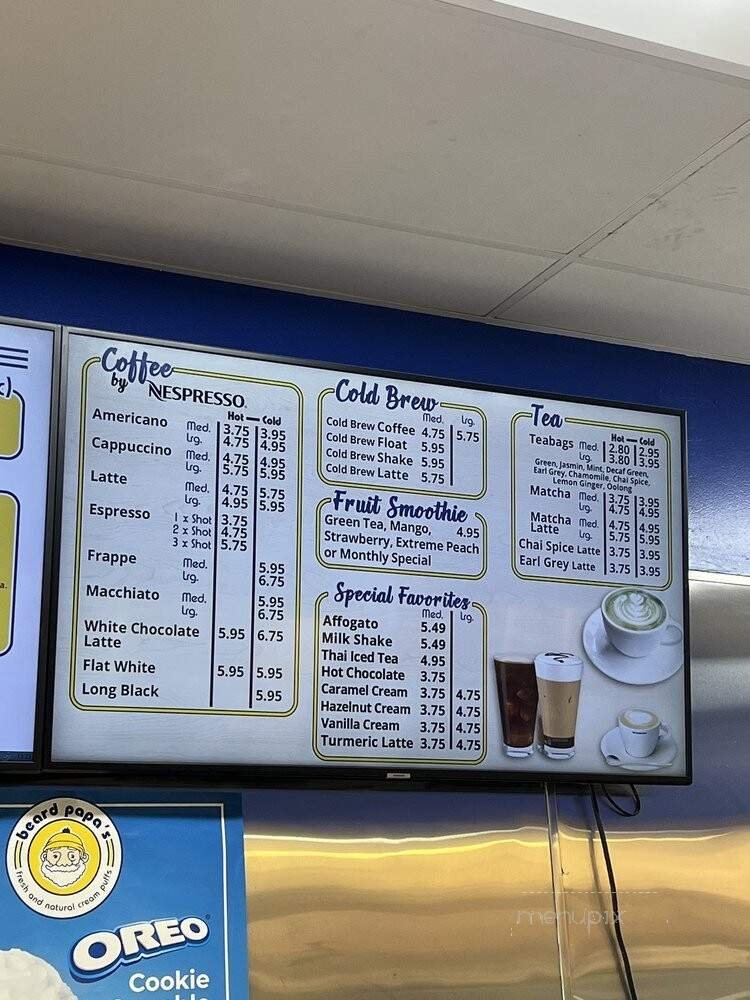 c)
a.
Coffee
by NESPRESSO.
Hot — Cold
Americano Med. 3.75 3.95
Lrg. 4.75 4.95
Cappuccino Med. 4.75 4.95
Lrg. 5.75 5.95
Latte Med. 4.75 5.75
Lrg. 4.95 5.95
Espresso 1 x Shot 3.75
2 x Shot 4.75
3 x Shot 5.75
Frappe Med. 5.95
Lrg. 6.75
Macchiato Med. 5.95
Lrg. 6.75
White Chocolate
Latte 5.95 6.75
Flat White 5.95 5.95
Long Black 5.95
Cold Brew
Med. Lrg.
Cold Brew Coffee 4.75 5.75
Cold Brew Float 5.95
Cold Brew Shake 5.95
Cold Brew Latte 5.75
Fruit Smoothie
Green Tea, Mango, 4.95
Strawberry, Extreme Peach
or Monthly Special
Special Favorites
Med. Lrg.
Affogato 5.49
Milk Shake 5.49
Thai Iced Tea 4.95
Hot Chocolate 3.75
Caramel Cream 3.75 4.75
Hazelnut Cream 3.75 4.75
Vanilla Cream 3.75 4.75
Turmeric Latte 3.75 4.75
Tea
Hot — Cold
Teabags Med. 2.80 2.95
Lrg. 3.80 3.95
Green, Jasmin, Mint, Decaf Green,
Earl Grey, Chamomile, Chai Spice,
Lemon Ginger, Oolong
Matcha Med. 3.75 3.95
Lrg. 4.75 4.95
Matcha Med. 4.75 4.95
Latte Lrg. 5.75 5.95
Chai Spice Latte 3.75 3.95
Earl Grey Latte 3.75 3.95
beard papa's
fresh and natural cream puffs
OREO
Cookie
menupix